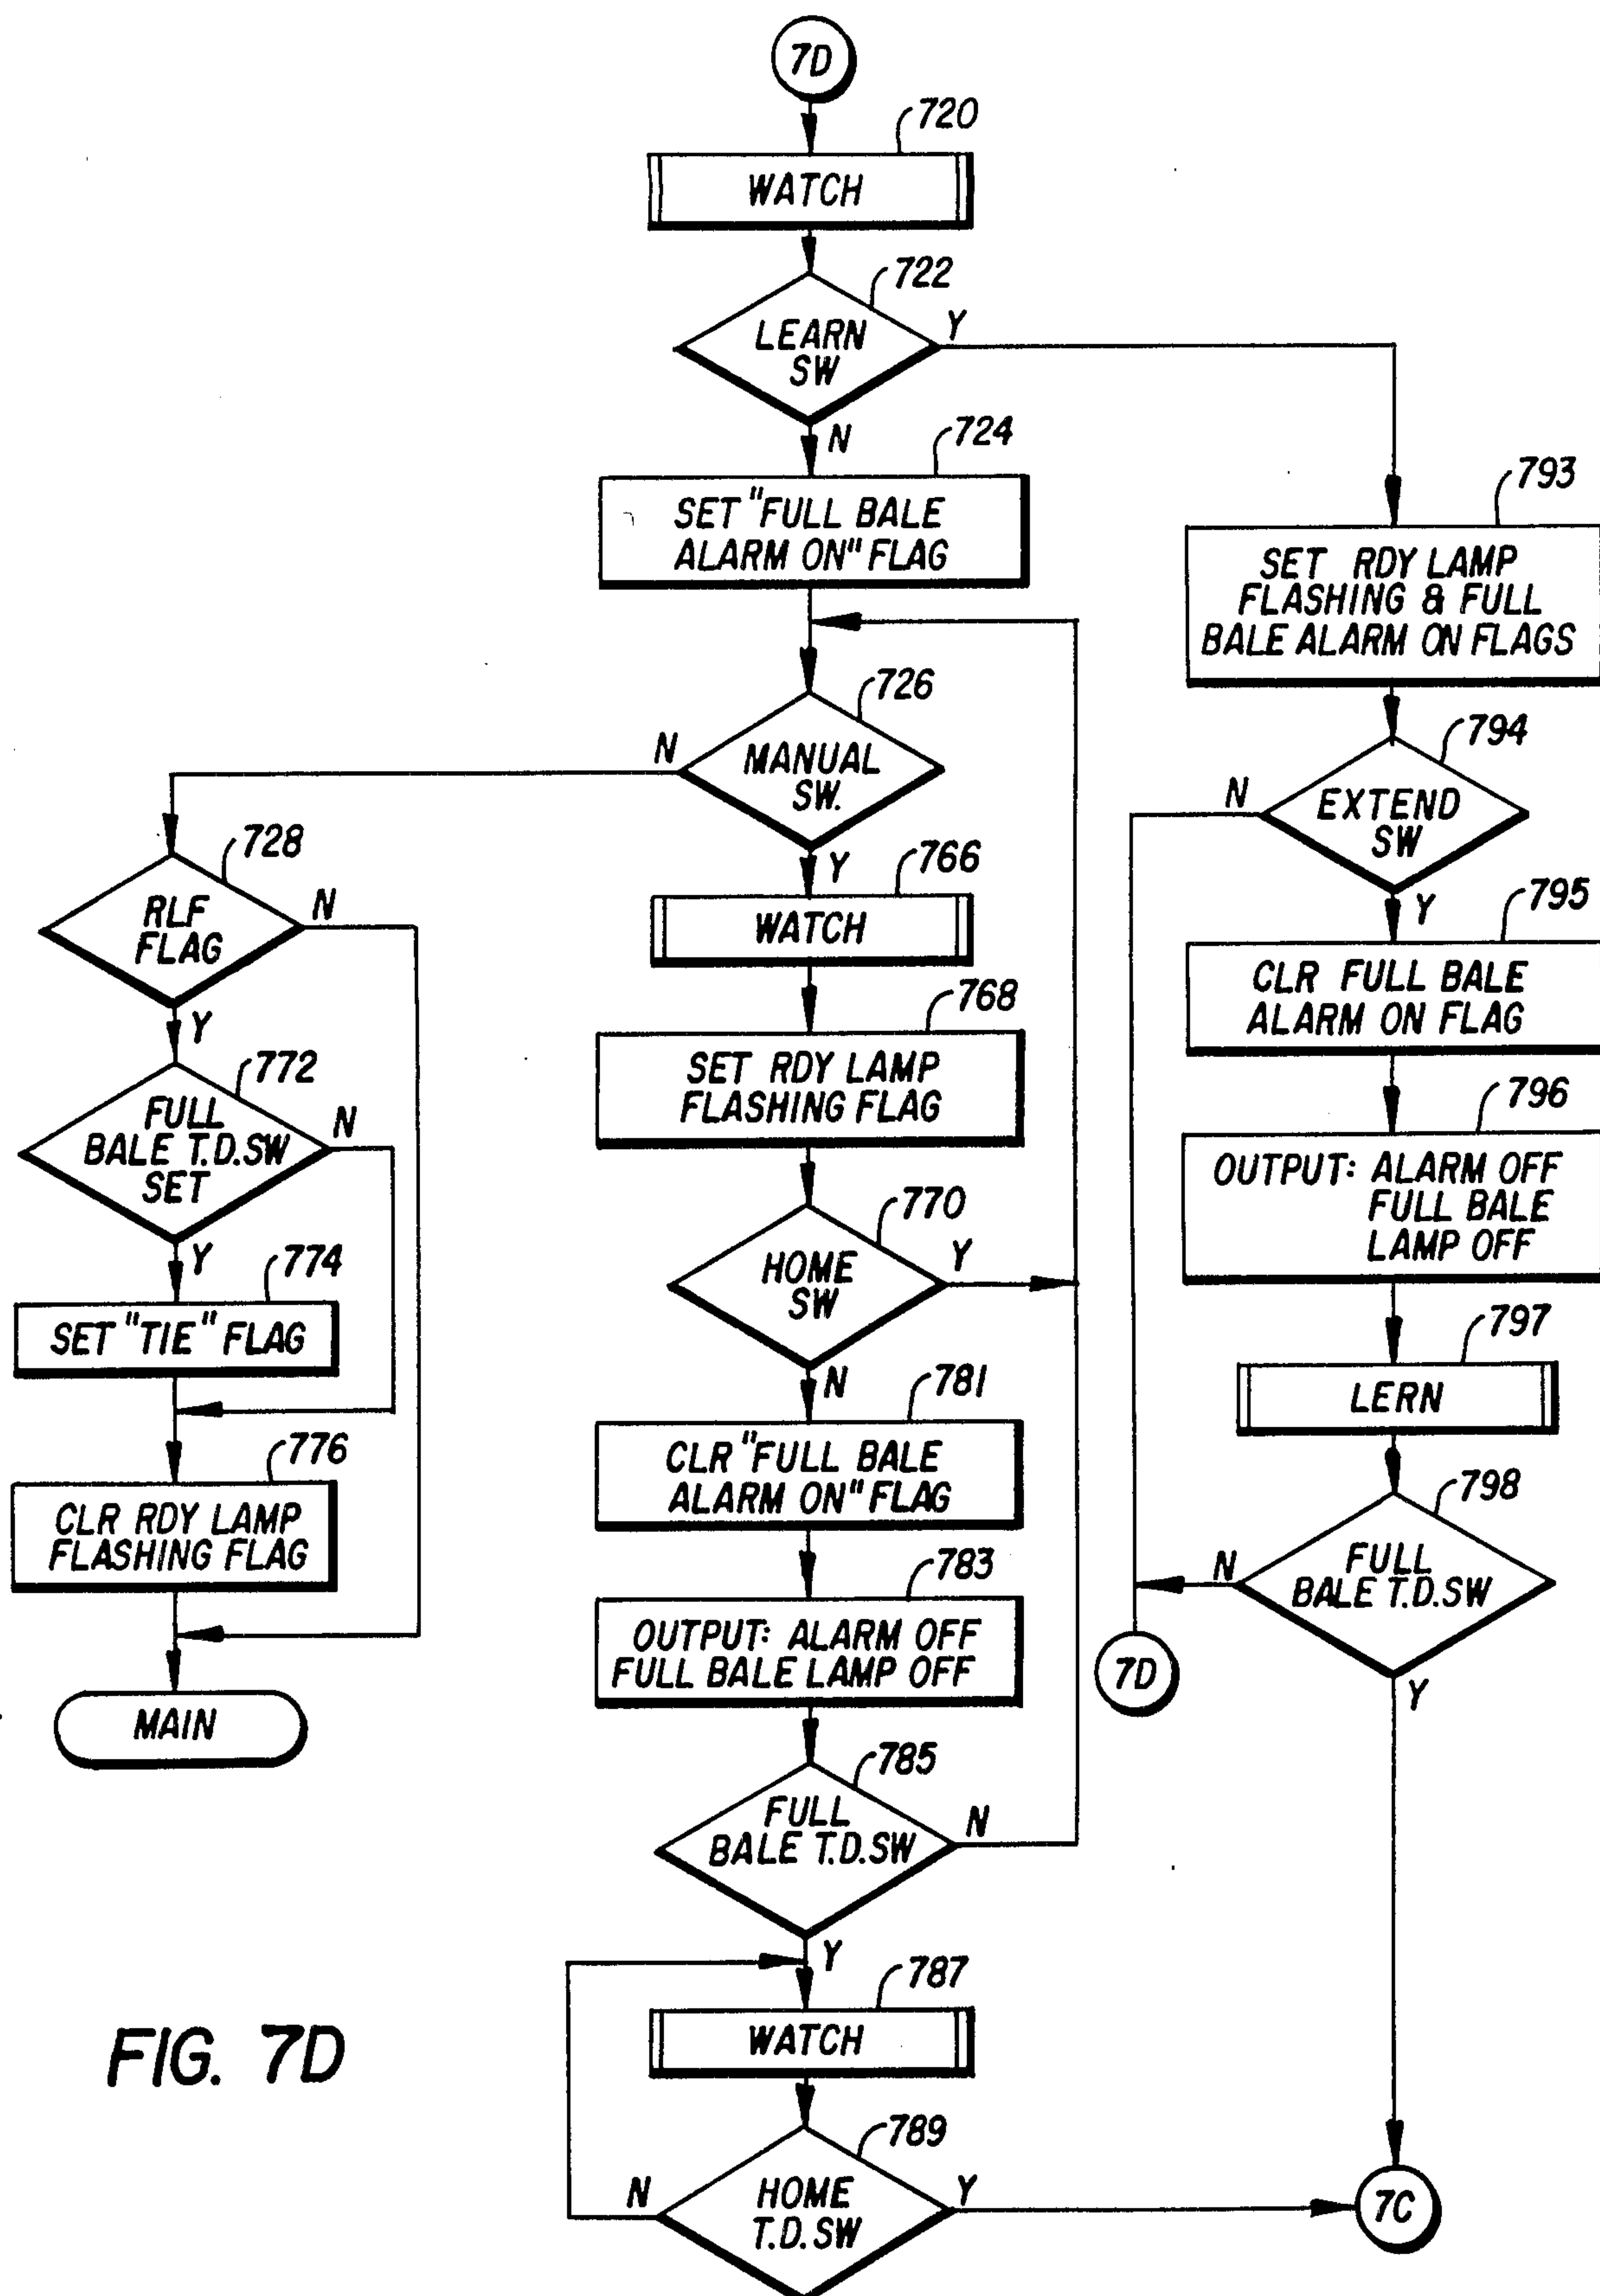 7D
720
WATCH
722
LEARN
SW
Y
N
724
SET "FULL BALE
ALARM ON" FLAG
726
MANUAL
SW.
N
Y
728
RLF
FLAG
N
Y
772
FULL
BALE T.D.SW
SET
N
Y
774
SET "TIE" FLAG
776
CLR RDY LAMP
FLASHING FLAG
MAIN
766
WATCH
768
SET RDY LAMP
FLASHING FLAG
770
HOME
SW
Y
N
781
CLR "FULL BALE
ALARM ON" FLAG
783
OUTPUT: ALARM OFF
FULL BALE LAMP OFF
785
FULL
BALE T.D.SW
N
Y
787
WATCH
789
HOME
T.D.SW
N
Y
793
SET RDY LAMP
FLASHING & FULL
BALE ALARM ON FLAGS
794
EXTEND
SW
N
Y
795
CLR FULL BALE
ALARM ON FLAG
796
OUTPUT: ALARM OFF
FULL BALE
LAMP OFF
797
LERN
798
FULL
BALE T.D.SW
N
Y
7D
7C
FIG. 7D